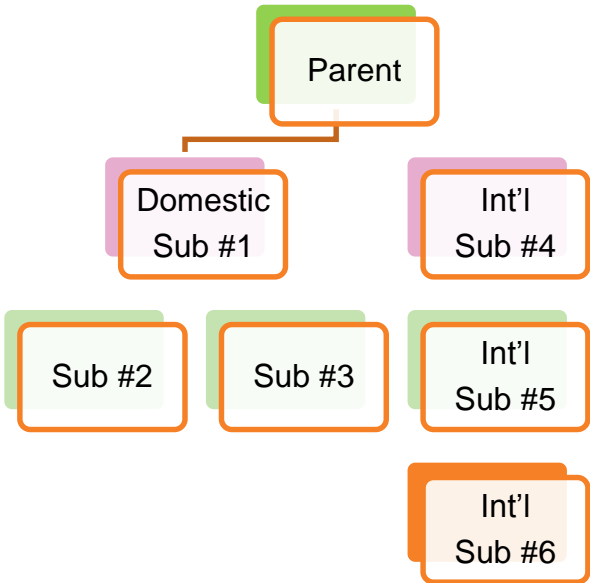 Parent
Domestic
Sub #1
Int'l
Sub #4
Sub #2
Sub #3
Int'l
Sub #5
Int'l
Sub #6